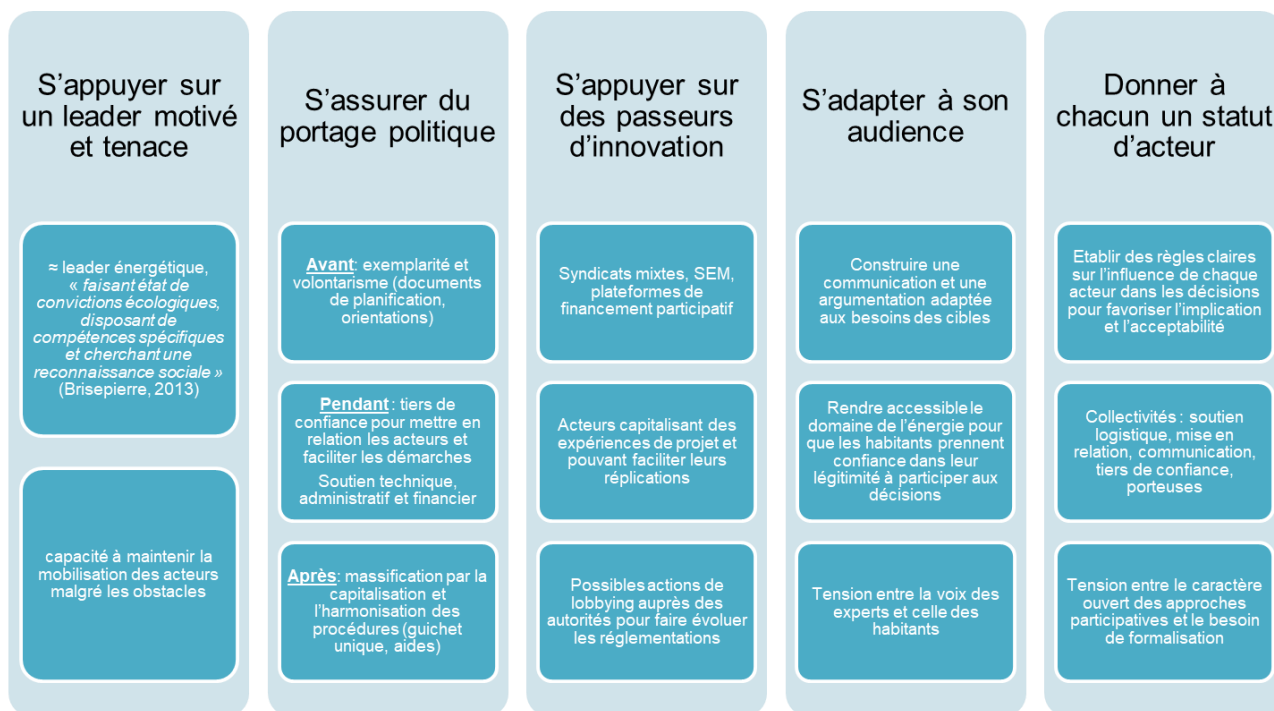 S’appuyer sur
un leader motivé
et tenace
≈ leader énergétique,
« faisant état de
convictions écologiques,
disposant de
compétences spécifiques
et cherchant une
reconnaissance sociale »
(Brisepierre, 2013)
capacité à maintenir la
mobilisation des acteurs
malgré les obstacles
S’assurer du
portage politique
Avant: exemplarité et
volontarisme (documents
de planification,
orientations)
Pendant : tiers de
confiance pour mettre en
relation les acteurs et
faciliter les démarches
Soutien technique,
administratif et financier
Après: massification par la
capitalisation et
l’harmonisation des
procédures (guichet
unique, aides)
S’appuyer sur
des passeurs
d’innovation
Syndicats mixtes, SEM,
plateformes de
financement participatif
Acteurs capitalisant des
expériences de projet et
pouvant faciliter leurs
réplications
Possibles actions de
lobbying auprès des
autorités pour faire évoluer
les réglementations
S’adapter à son
audience
Construire une
communication et une
argumentation adaptée
aux besoins des cibles
Rendre accessible le
domaine de l’énergie pour
que les habitants prennent
confiance dans leur
légitimité à participer aux
décisions
Tension entre la voix des
experts et celle des
habitants
Donner à
chacun un statut
d’acteur
Etablir des règles claires
sur l’influence de chaque
acteur dans les décisions
pour favoriser l’implication
et l’acceptabilité
Collectivités : soutien
logistique, mise en
relation, communication,
tiers de confiance,
porteuses
Tension entre le caractère
ouvert des approches
participatives et le besoin
de formalisation